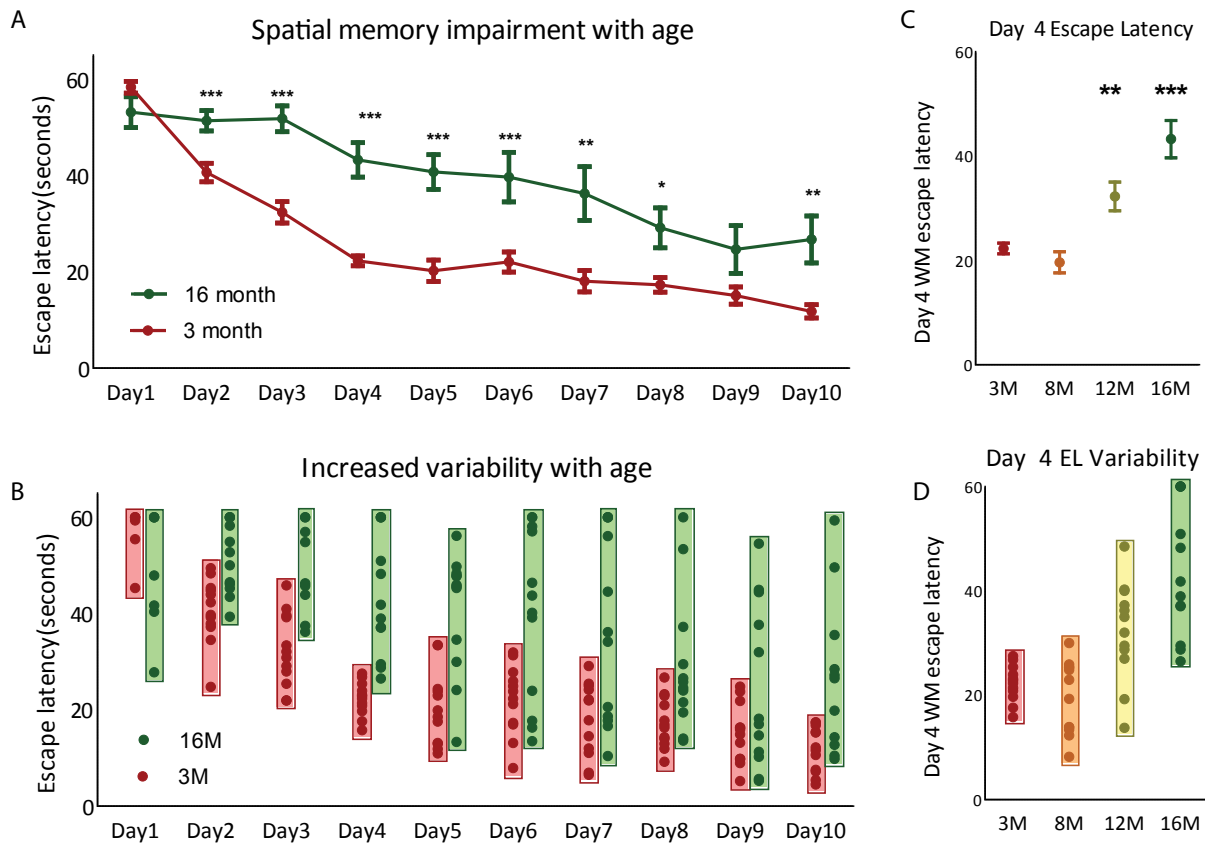 A
Spatial memory impairment with age
Escape latency(seconds)
60
40
20
0
***
***
***
***
***
**
*
**
16 month
3 month
Day1 Day2 Day3 Day4 Day5 Day6 Day7 Day8 Day9 Day10
C
Day 4 Escape Latency
Day 4 WM escape latency
60
40
20
0
** ***
3M 8M 12M 16M
B
Increased variability with age
Escape latency(seconds)
60
40
20
0
16M
3M
Day1 Day2 Day3 Day4 Day5 Day6 Day7 Day8 Day9 Day10
D
Day 4 EL Variability
Day 4 WM escape latency
60
40
20
0
3M 8M 12M 16M